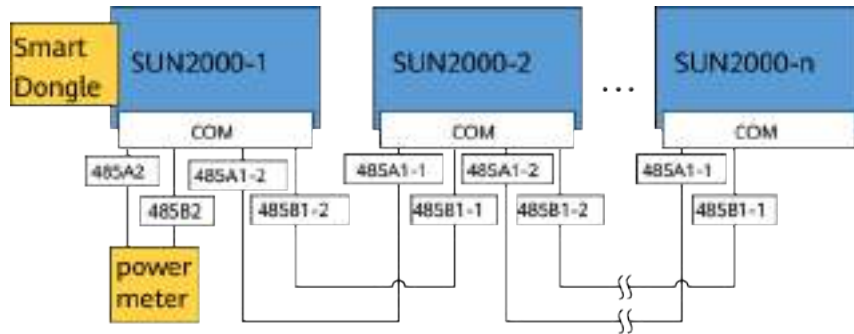 Smart
Dongle
SUN2000-1
SUN2000-2
...
SUN2000-n
COM
COM
COM
485A2
485A1-2
485A1-1
485A1-2
485A1-1
485B2
485B1-2
485B1-1
485B1-2
485B1-1
power
meter